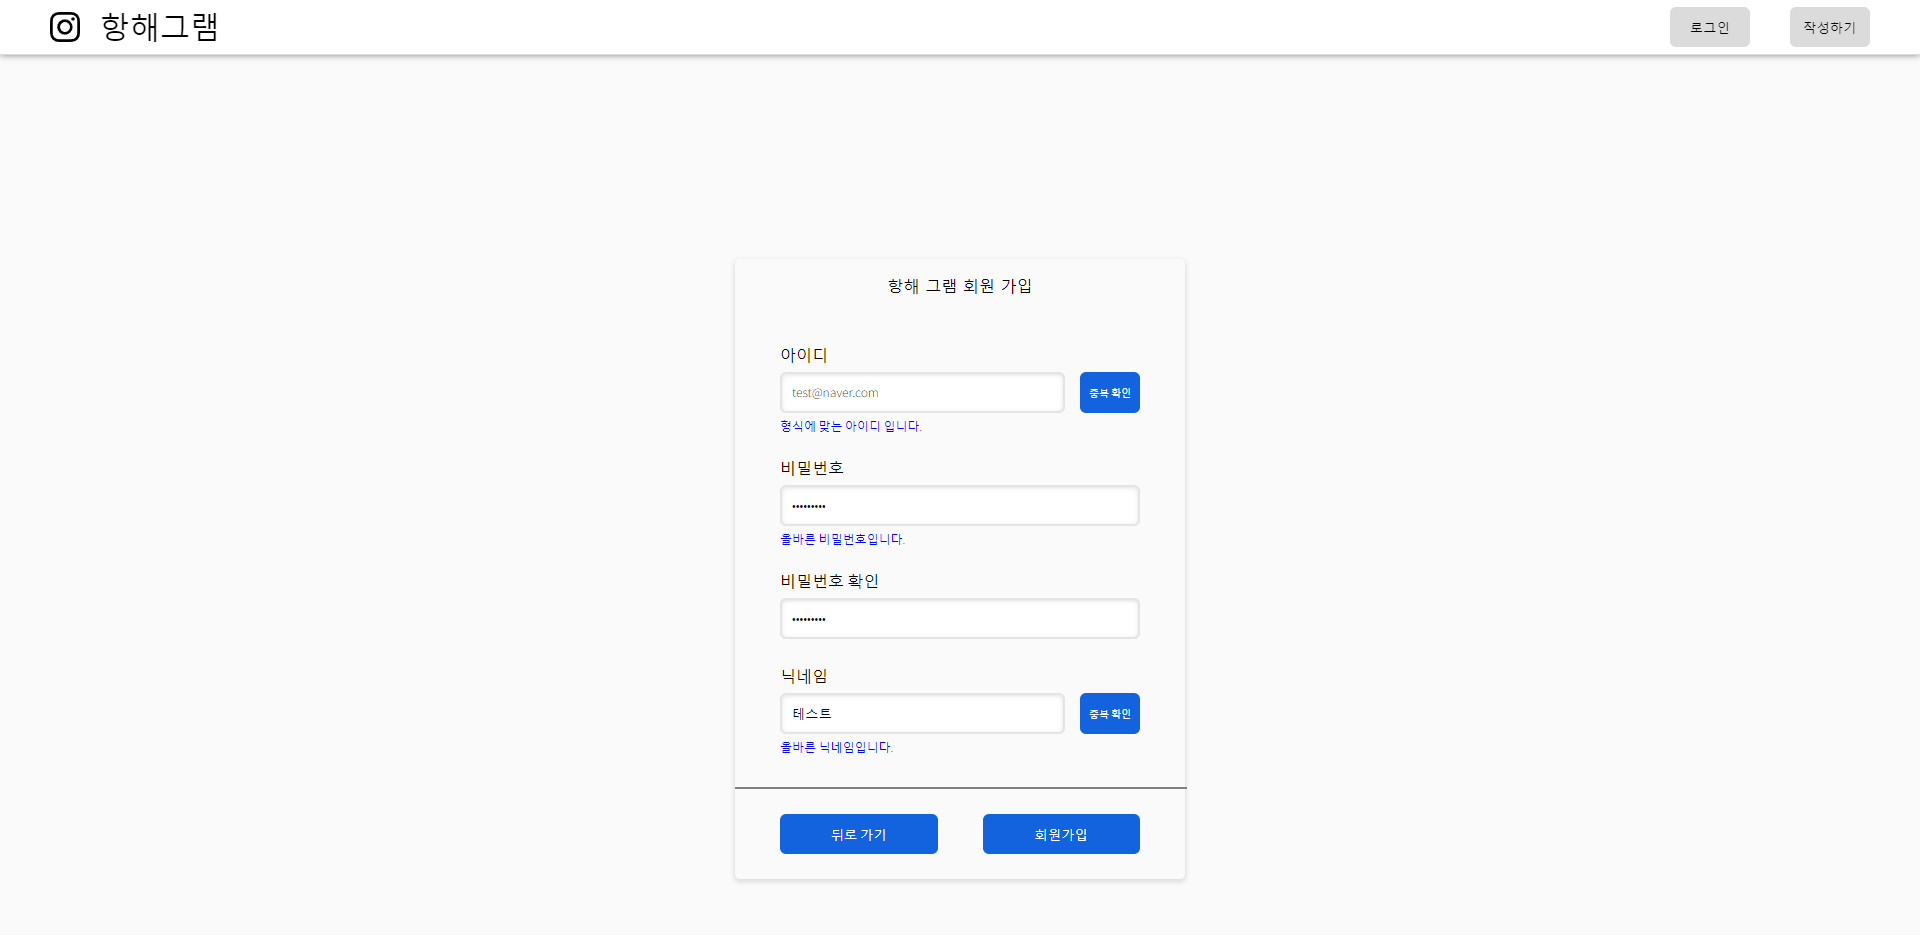 항해그램
로그인
작성하기
항해 그램 회원 가입
아이디
test@naver.com
중복 확인
형식에 맞는 아이디 입니다.
비밀번호
•••••••••
올바른 비밀번호입니다.
비밀번호 확인
•••••••••
닉네임
테스트
중복 확인
올바른 닉네임입니다.
뒤로 가기
회원가입